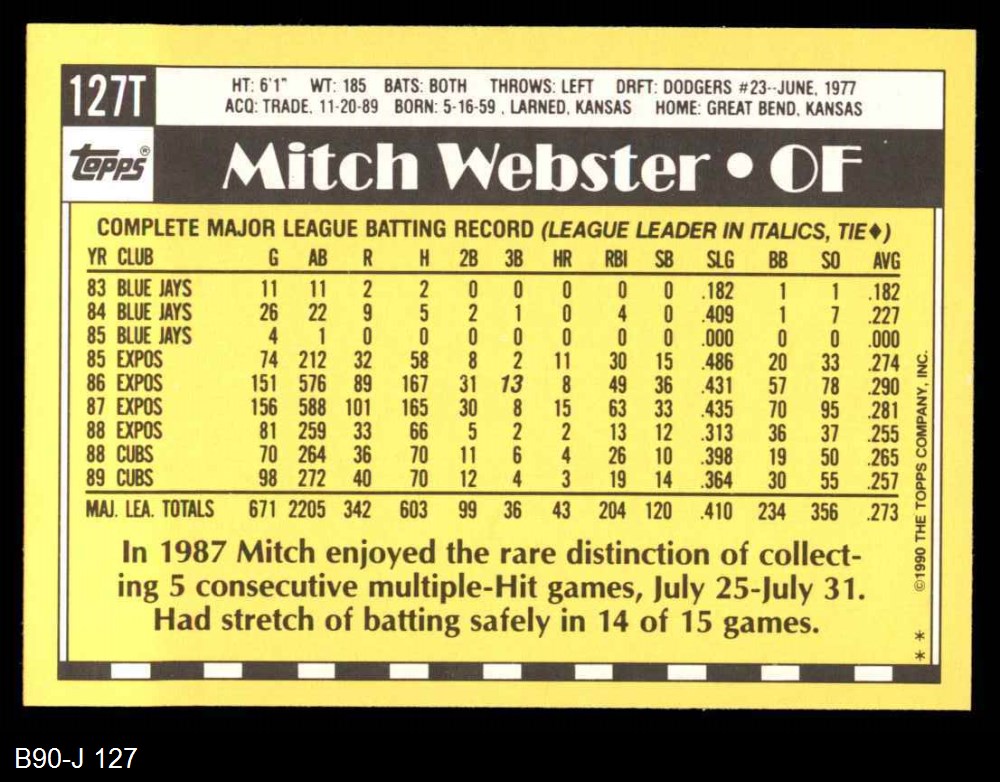 127T
HT: 6'1" WT: 185 BATS: BOTH THROWS: LEFT DRFT: DODGERS #23--JUNE, 1977
ACQ: TRADE, 11-20-89 BORN: 5-16-59 , LARNED, KANSAS HOME: GREAT BEND, KANSAS
Topps®
Mitch Webster • OF
COMPLETE MAJOR LEAGUE BATTING RECORD (LEAGUE LEADER IN ITALICS, TIE♦)
YR CLUB G AB R H 2B 3B HR RBI SB SLG BB SO AVG
83 BLUE JAYS 11 11 2 2 0 0 0 0 0 .182 1 1 .182
84 BLUE JAYS 26 22 9 5 2 1 0 4 0 .409 1 7 .227
85 BLUE JAYS 4 1 0 0 0 0 0 0 0 .000 0 0 .000
85 EXPOS 74 212 32 58 8 2 11 30 15 .486 20 33 .274
86 EXPOS 151 576 89 167 31 13 8 49 36 .431 57 78 .290
87 EXPOS 156 588 101 165 30 8 15 63 33 .435 70 95 .281
88 EXPOS 81 259 33 66 5 2 2 13 12 .313 36 37 .255
88 CUBS 70 264 36 70 11 6 4 26 10 .398 19 50 .265
89 CUBS 98 272 40 70 12 4 3 19 14 .364 30 55 .257
MAJ. LEA. TOTALS 671 2205 342 603 99 36 43 204 120 .410 234 356 .273
In 1987 Mitch enjoyed the rare distinction of collect-
ing 5 consecutive multiple-Hit games, July 25-July 31.
Had stretch of batting safely in 14 of 15 games.
* * ©1990 THE TOPPS COMPANY, INC.
B90-J 127